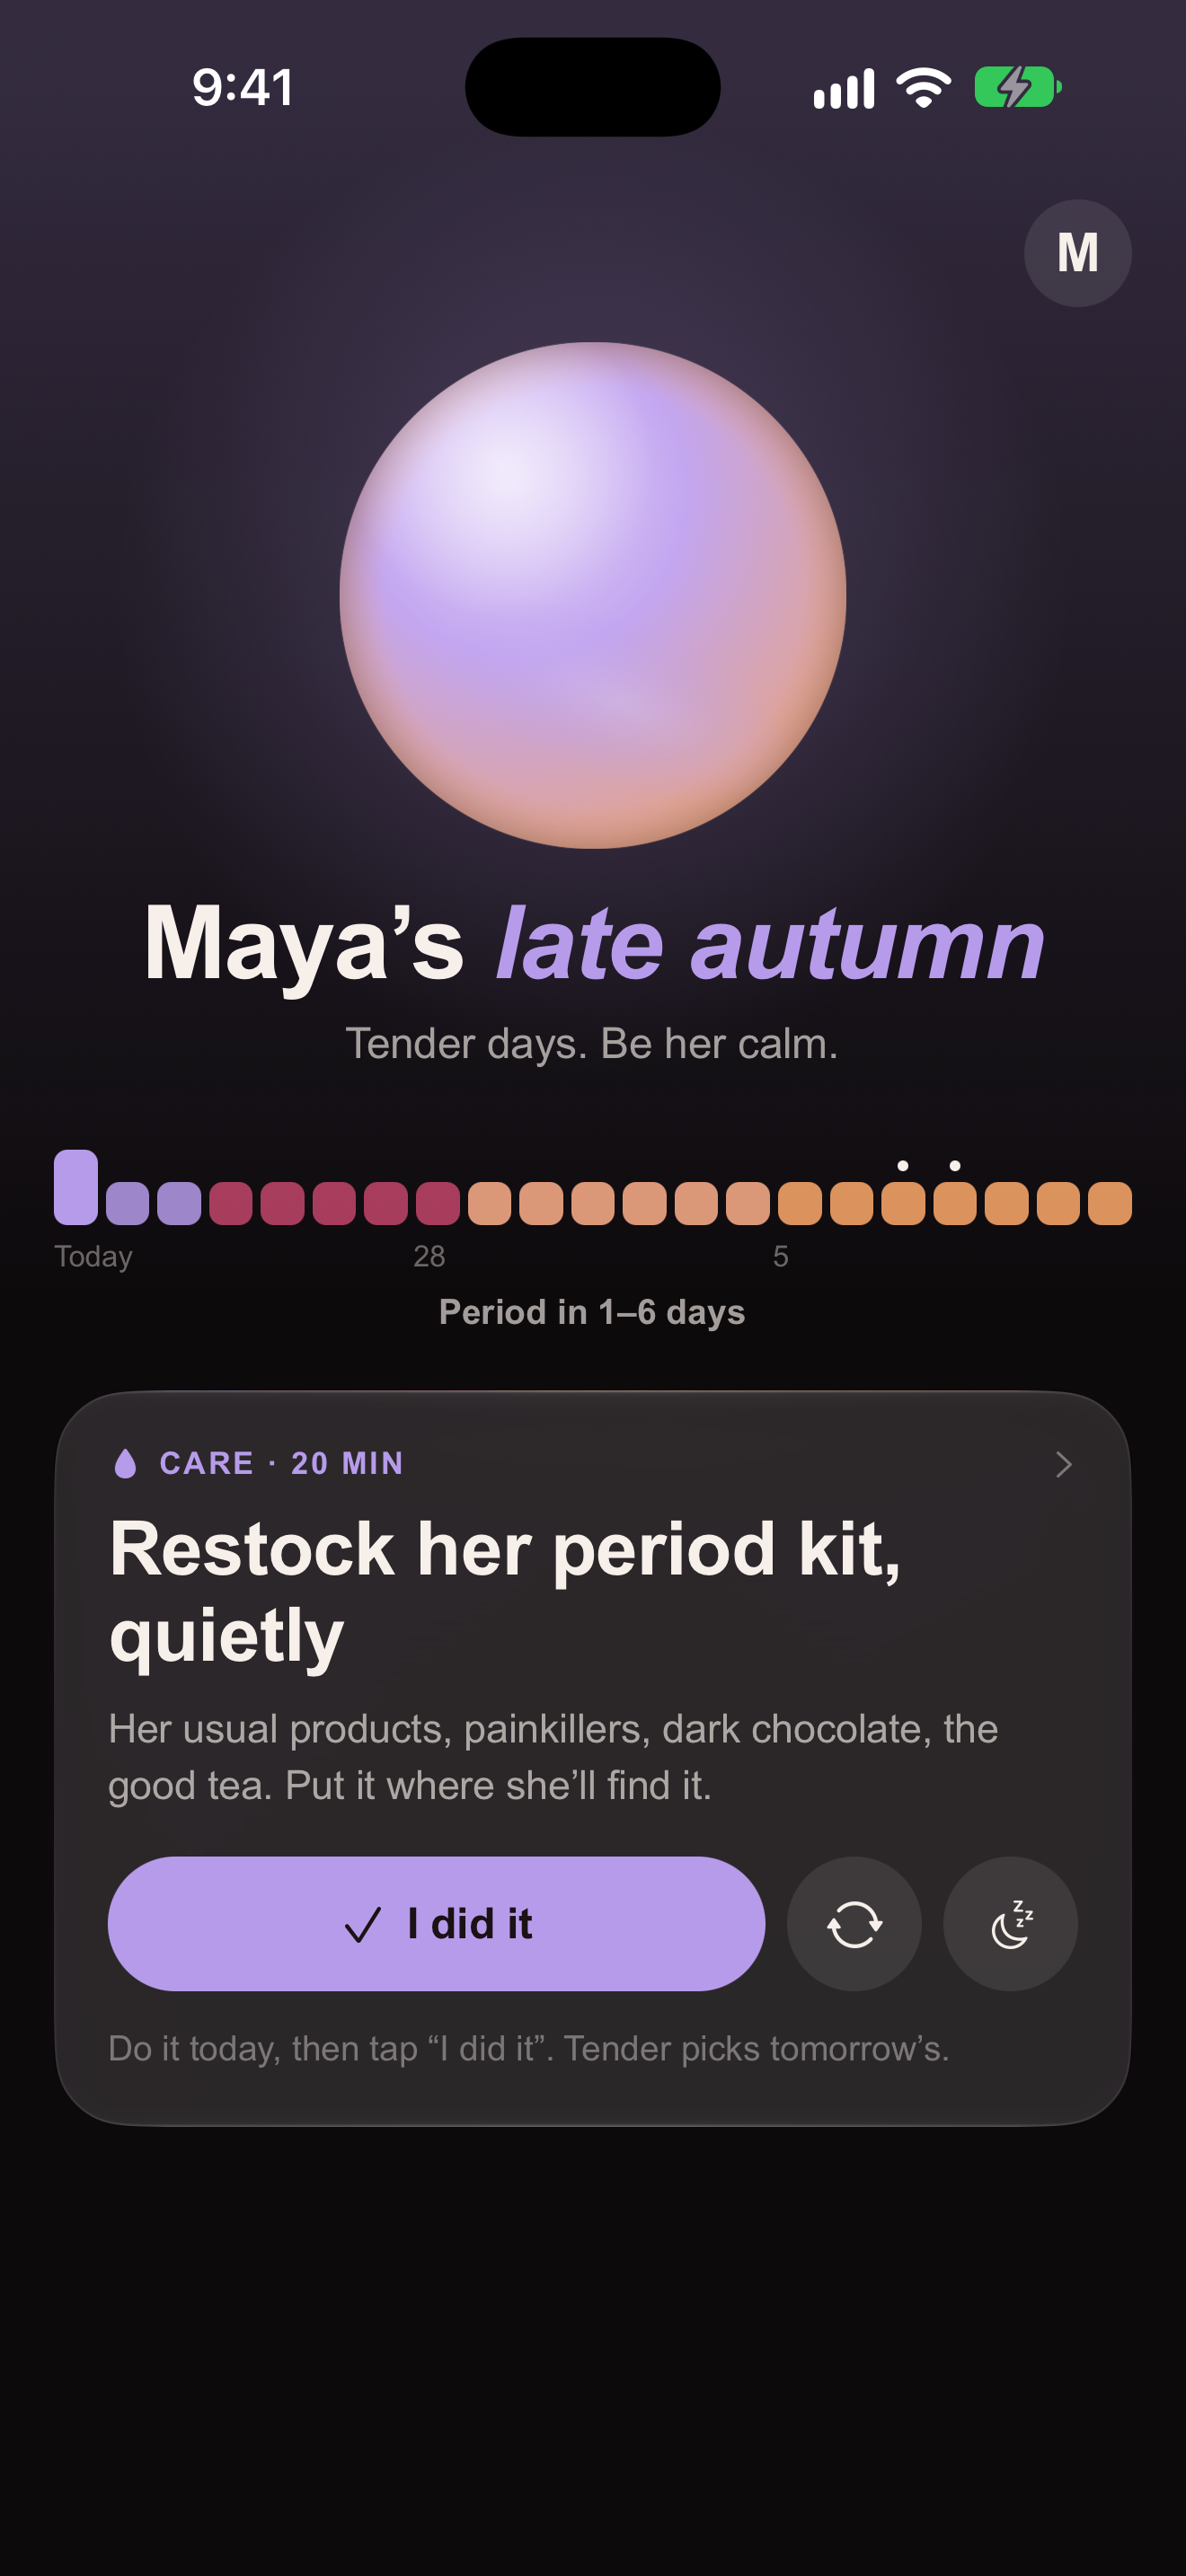 9:41
M
Maya’s late autumn
Tender days. Be her calm.
Today 28 5
Period in 1–6 days
CARE · 20 MIN
Restock her period kit,
quietly
Her usual products, painkillers, dark chocolate, the
good tea. Put it where she’ll find it.
I did it
Do it today, then tap “I did it”. Tender picks tomorrow’s.